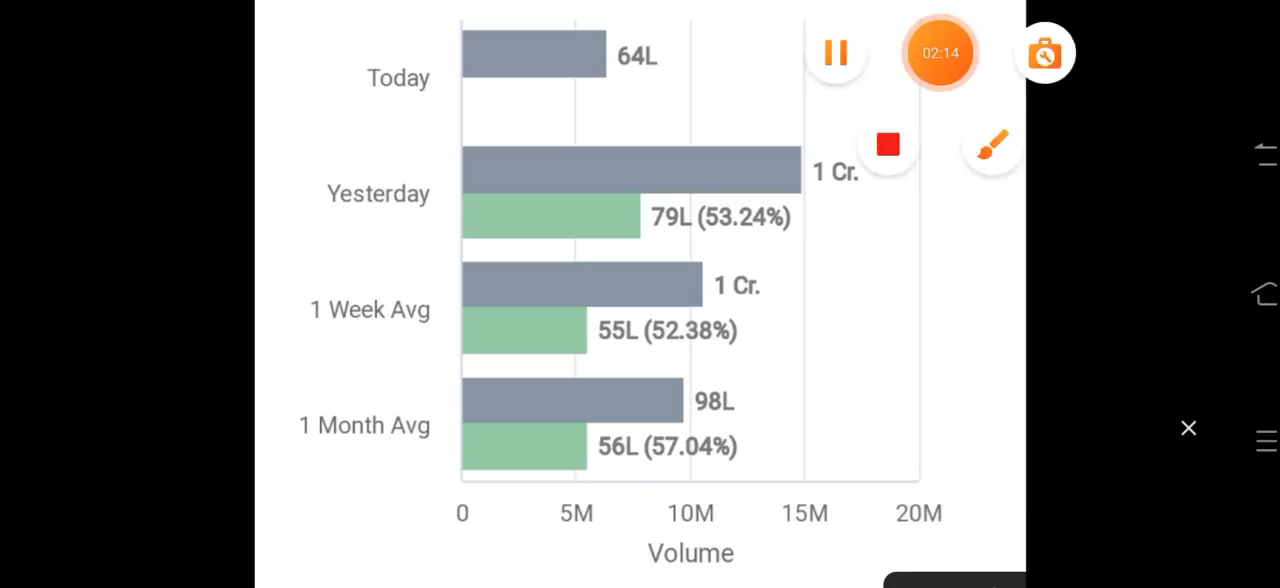 Today
64L
02:14
Yesterday
1 Cr.
79L (53.24%)
1 Week Avg
1 Cr.
55L (52.38%)
1 Month Avg
98L
56L (57.04%)
0 5M 10M 15M 20M
Volume